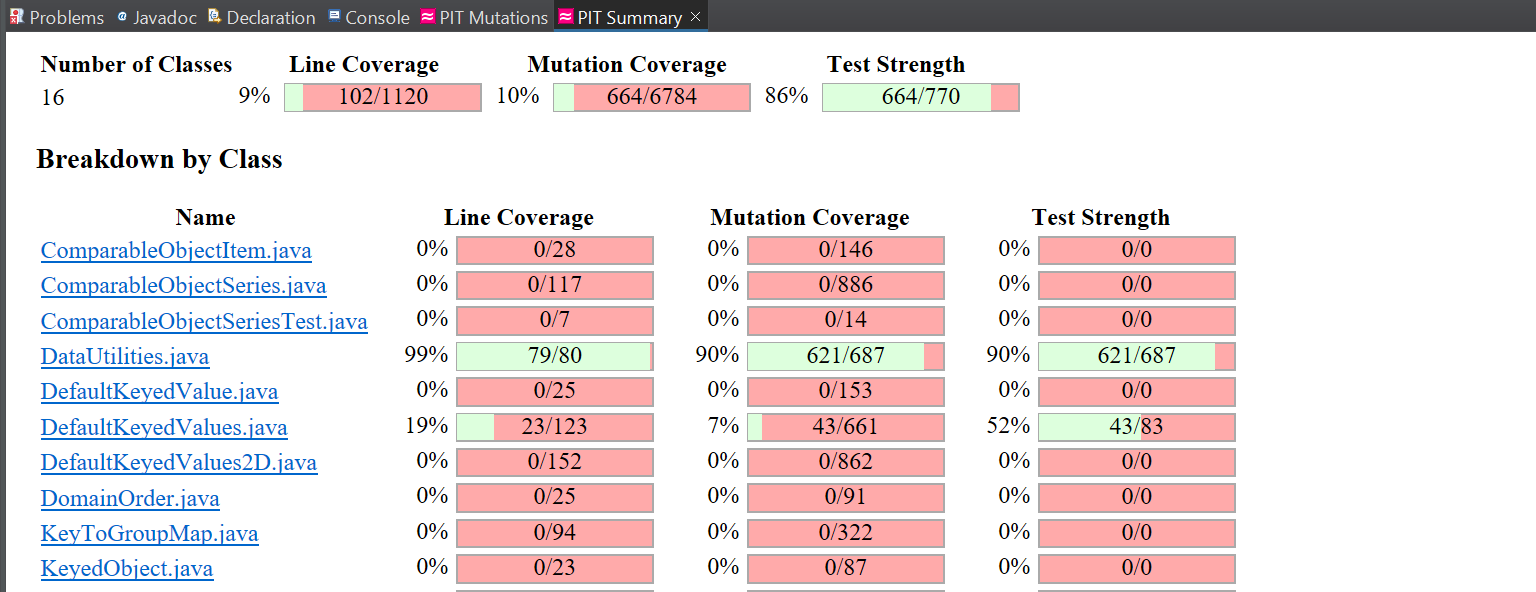 Problems @ Javadoc Declaration Console PIT Mutations PIT Summary ×
Number of Classes Line Coverage Mutation Coverage Test Strength
16 9% 102/1120 10% 664/6784 86% 664/770
Breakdown by Class
Name Line Coverage Mutation Coverage Test Strength
ComparableObjectItem.java 0% 0/28 0% 0/146 0% 0/0
ComparableObjectSeries.java 0% 0/117 0% 0/886 0% 0/0
ComparableObjectSeriesTest.java 0% 0/7 0% 0/14 0% 0/0
DataUtilities.java 99% 79/80 90% 621/687 90% 621/687
DefaultKeyedValue.java 0% 0/25 0% 0/153 0% 0/0
DefaultKeyedValues.java 19% 23/123 7% 43/661 52% 43/83
DefaultKeyedValues2D.java 0% 0/152 0% 0/862 0% 0/0
DomainOrder.java 0% 0/25 0% 0/91 0% 0/0
KeyToGroupMap.java 0% 0/94 0% 0/322 0% 0/0
KeyedObject.java 0% 0/23 0% 0/87 0% 0/0